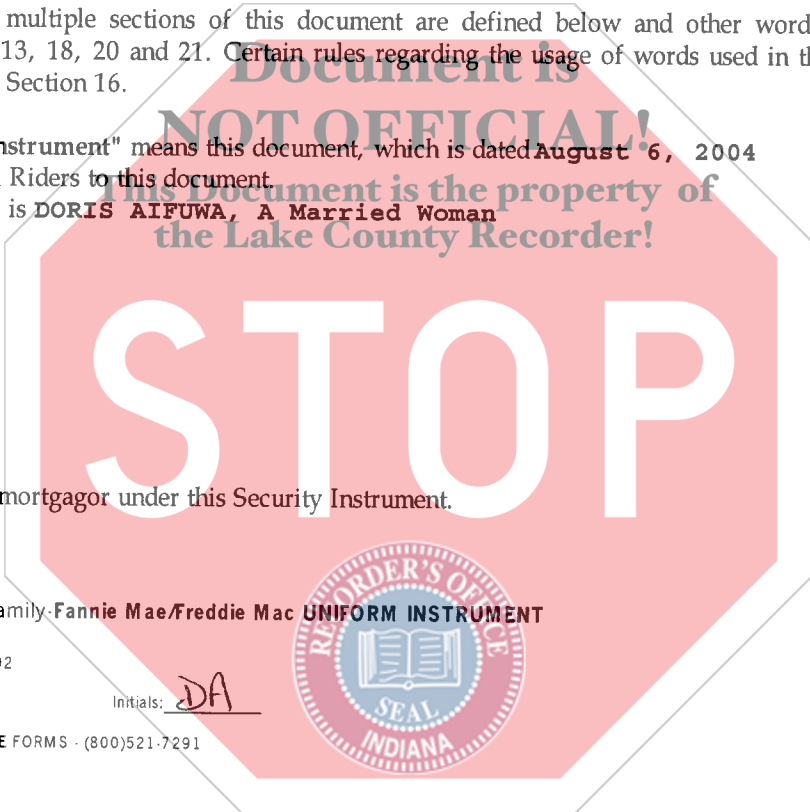 multiple sections of this document are defined below and other word
13, 18, 20 and 21. Certain rules regarding the usage of words used in th
Section 16.
Document is
NOT OFFICIAL!
nstrument" means this document, which is dated August 6, 2004
Riders to this document.
This Document is the property of
is DORIS AIFUWA, A Married Woman
the Lake County Recorder!
STOP
mortgagor under this Security Instrument.
RECORDER'S OFFICE
amily-Fannie Mae/Freddie Mac UNIFORM INSTRUMENT
02
Initials: DA
SEAL
INDIANA
E FORMS - (800)521-7291